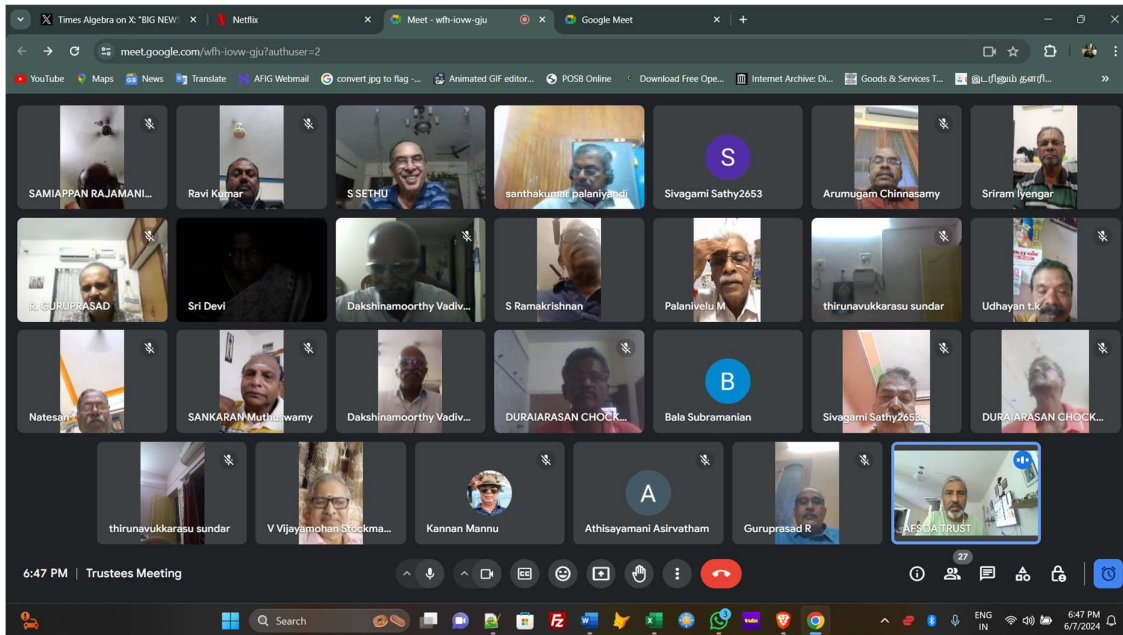 Times Algebra on X: "BIG NEWS
Netflix
Meet - wfh-iovw-gju
Google Meet
meet.google.com/wfh-iovw-gju?authuser=2
YouTube
Maps
News
Translate
AFIG Webmail
convert jpg to flag -...
Animated GIF editor...
POSB Online
Download Free Ope...
Internet Archive: Di...
Goods & Services T...
இடரினும் தளரி...
SAMIAPPAN RAJAMANI...
Ravi Kumar
S SETHU
santhakumar palaniyandi
S
Sivagami Sathy2653
Arumugam Chinnasamy
Sriram Iyengar
R. GURUPRASAD
Sri Devi
Dakshinamoorthy Vadiv...
S Ramakrishnan
Palanivelu M
thirunavukkarasu sundar
Udhayan t.k
Natesan
SANKARAN Muthuswamy
Dakshinamoorthy Vadiv...
DURAIARASAN CHOCK...
B
Bala Subramanian
Sivagami Sathy2653
DURAIARASAN CHOCK...
thirunavukkarasu sundar
V Vijayamohan Stockma...
Kannan Mannu
A
Athisayamani Asirvatham
Guruprasad R
AFSOA TRUST
6:47 PM | Trustees Meeting
27
Search
3
ENG
IN
6:47 PM
6/7/2024